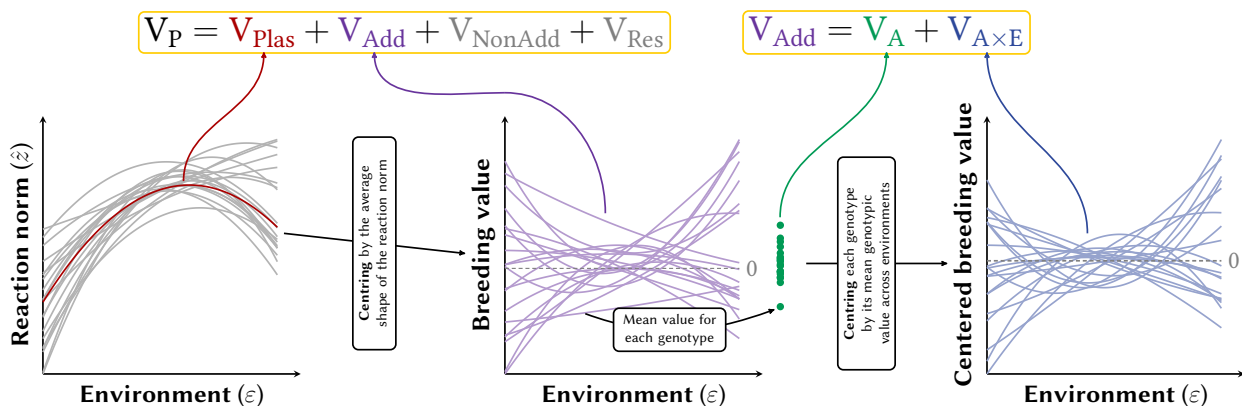 V_P = V_Plas + V_Add + V_NonAdd + V_Res
V_Add = V_A + V_A×E
Reaction norm (ẑ)
Environment (ε)
Centring by the average
shape of the reaction norm
Breeding value
0
Environment (ε)
Mean value for
each genotype
Centring each genotype
by its mean genotypic
value across environments
Centered breeding value
0
Environment (ε)